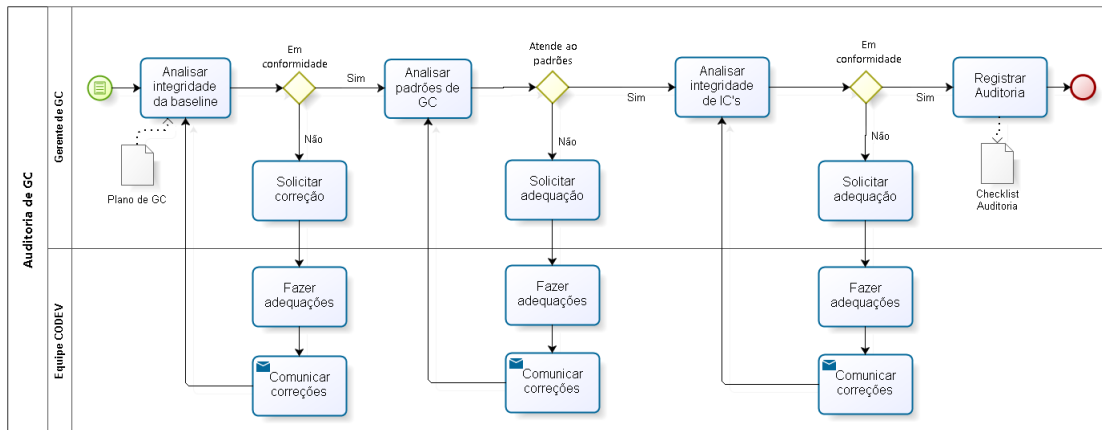 Auditoria de GC
Gerente de GC
Analisar
integridade
da baseline
Plano de GC
Em
conformidade
Sim
Não
Solicitar
correção
Analisar
padrões de
GC
Atende ao
padrões
Sim
Não
Solicitar
adequação
Analisar
integridade
de IC's
Em
conformidade
Sim
Não
Solicitar
adequação
Registrar
Auditoria
Checklist
Auditoria
Equipe CODEV
Fazer
adequações
Comunicar
correções
Fazer
adequações
Comunicar
correções
Fazer
adequações
Comunicar
correções